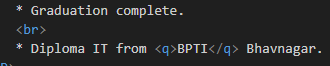 * Graduation complete.
<br>
* Diploma IT from <q>BPTI</q> Bhavnagar.